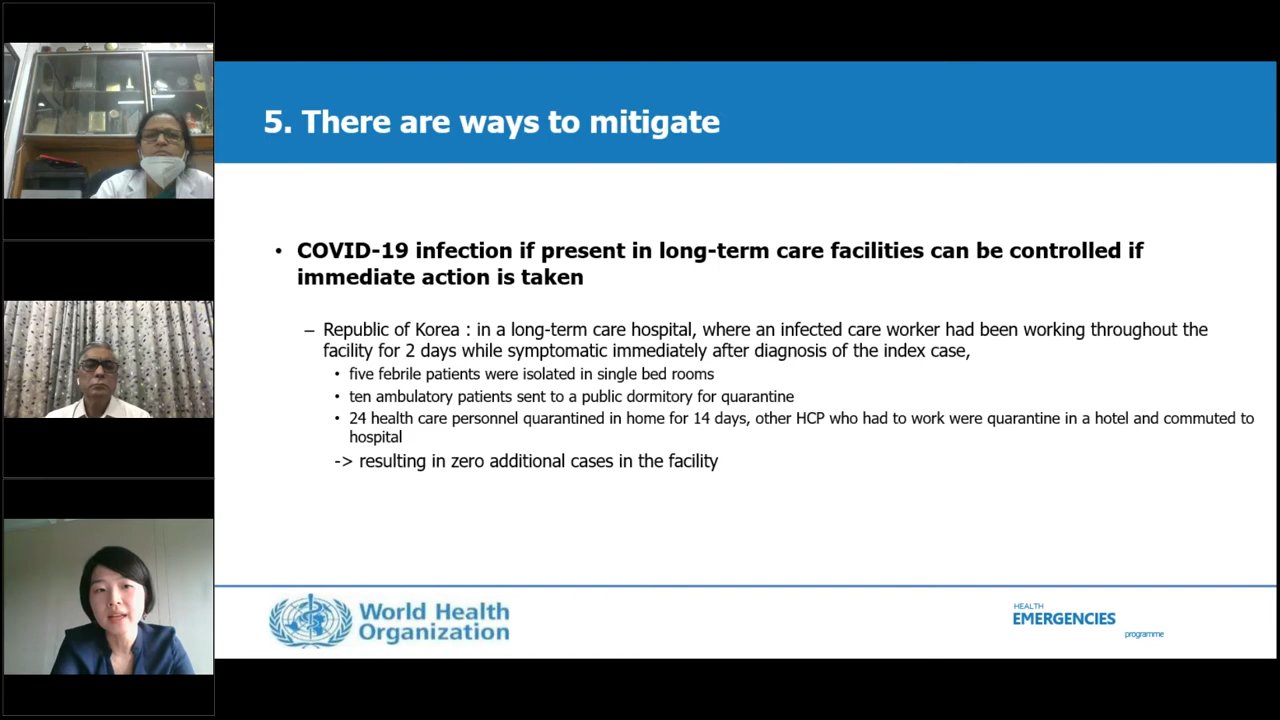 5. There are ways to mitigate
• COVID-19 infection if present in long-term care facilities can be controlled if
immediate action is taken
– Republic of Korea : in a long-term care hospital, where an infected care worker had been working throughout the
facility for 2 days while symptomatic immediately after diagnosis of the index case,
• five febrile patients were isolated in single bed rooms
• ten ambulatory patients sent to a public dormitory for quarantine
• 24 health care personnel quarantined in home for 14 days, other HCP who had to work were quarantine in a hotel and commuted to
hospital
-> resulting in zero additional cases in the facility
World Health
Organization
HEALTH
EMERGENCIES
programme